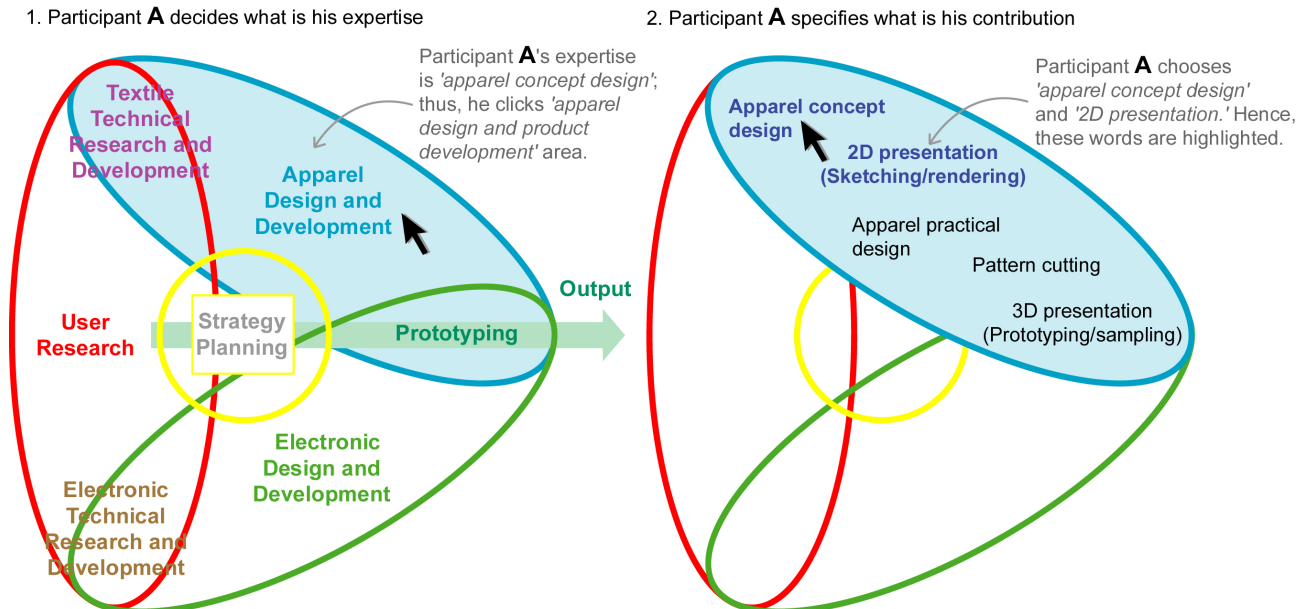 1. Participant A decides what is his expertise
Participant A's expertise
is 'apparel concept design';
thus, he clicks 'apparel
design and product
development' area.
Textile
Technical
Research and
Development
Apparel
Design and
Development
Output
User
Research
Strategy
Planning
Prototyping
Electronic
Design and
Development
Electronic
Technical
Research and
Development
2. Participant A specifies what is his contribution
Participant A chooses
'apparel concept design'
and '2D presentation.' Hence,
these words are highlighted.
Apparel concept
design
2D presentation
(Sketching/rendering)
Apparel practical
design
Pattern cutting
3D presentation
(Prototyping/sampling)